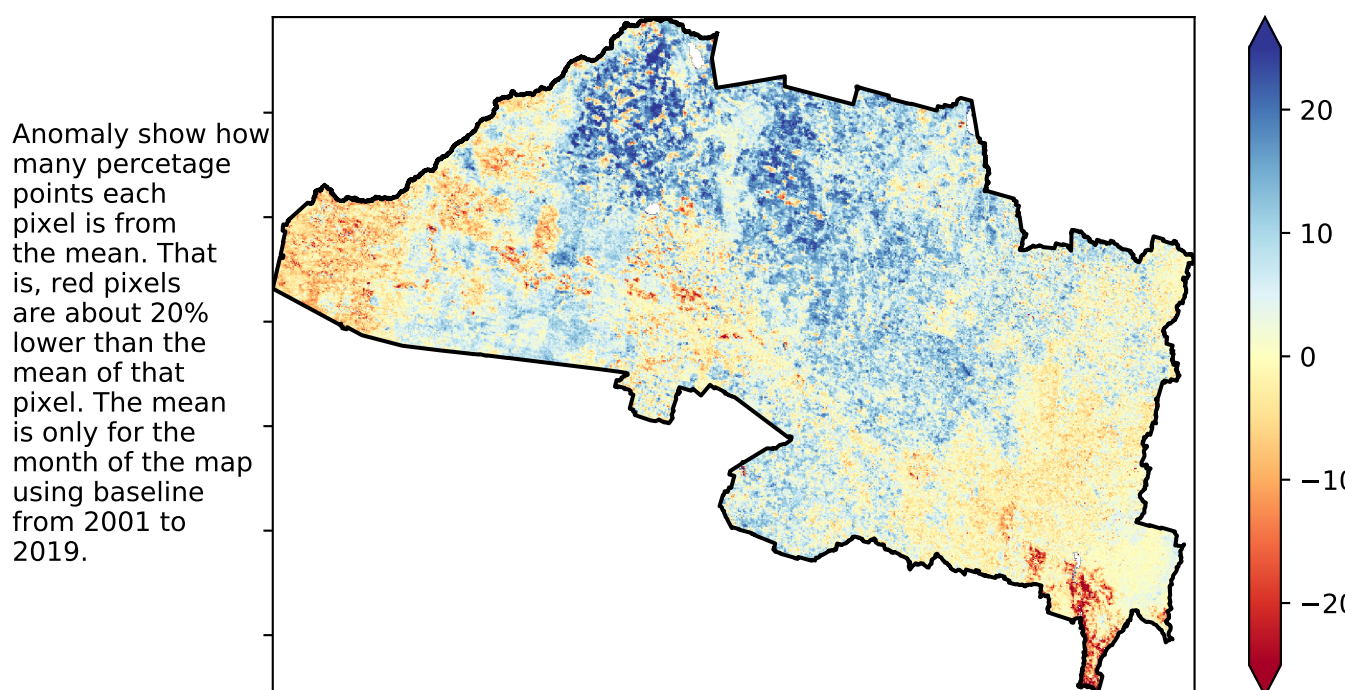 Anomaly show how
many percetage
points each
pixel is from
the mean. That
is, red pixels
are about 20%
lower than the
mean of that
pixel. The mean
is only for the
month of the map
using baseline
from 2001 to
2019.
20
10
0
−10
−20